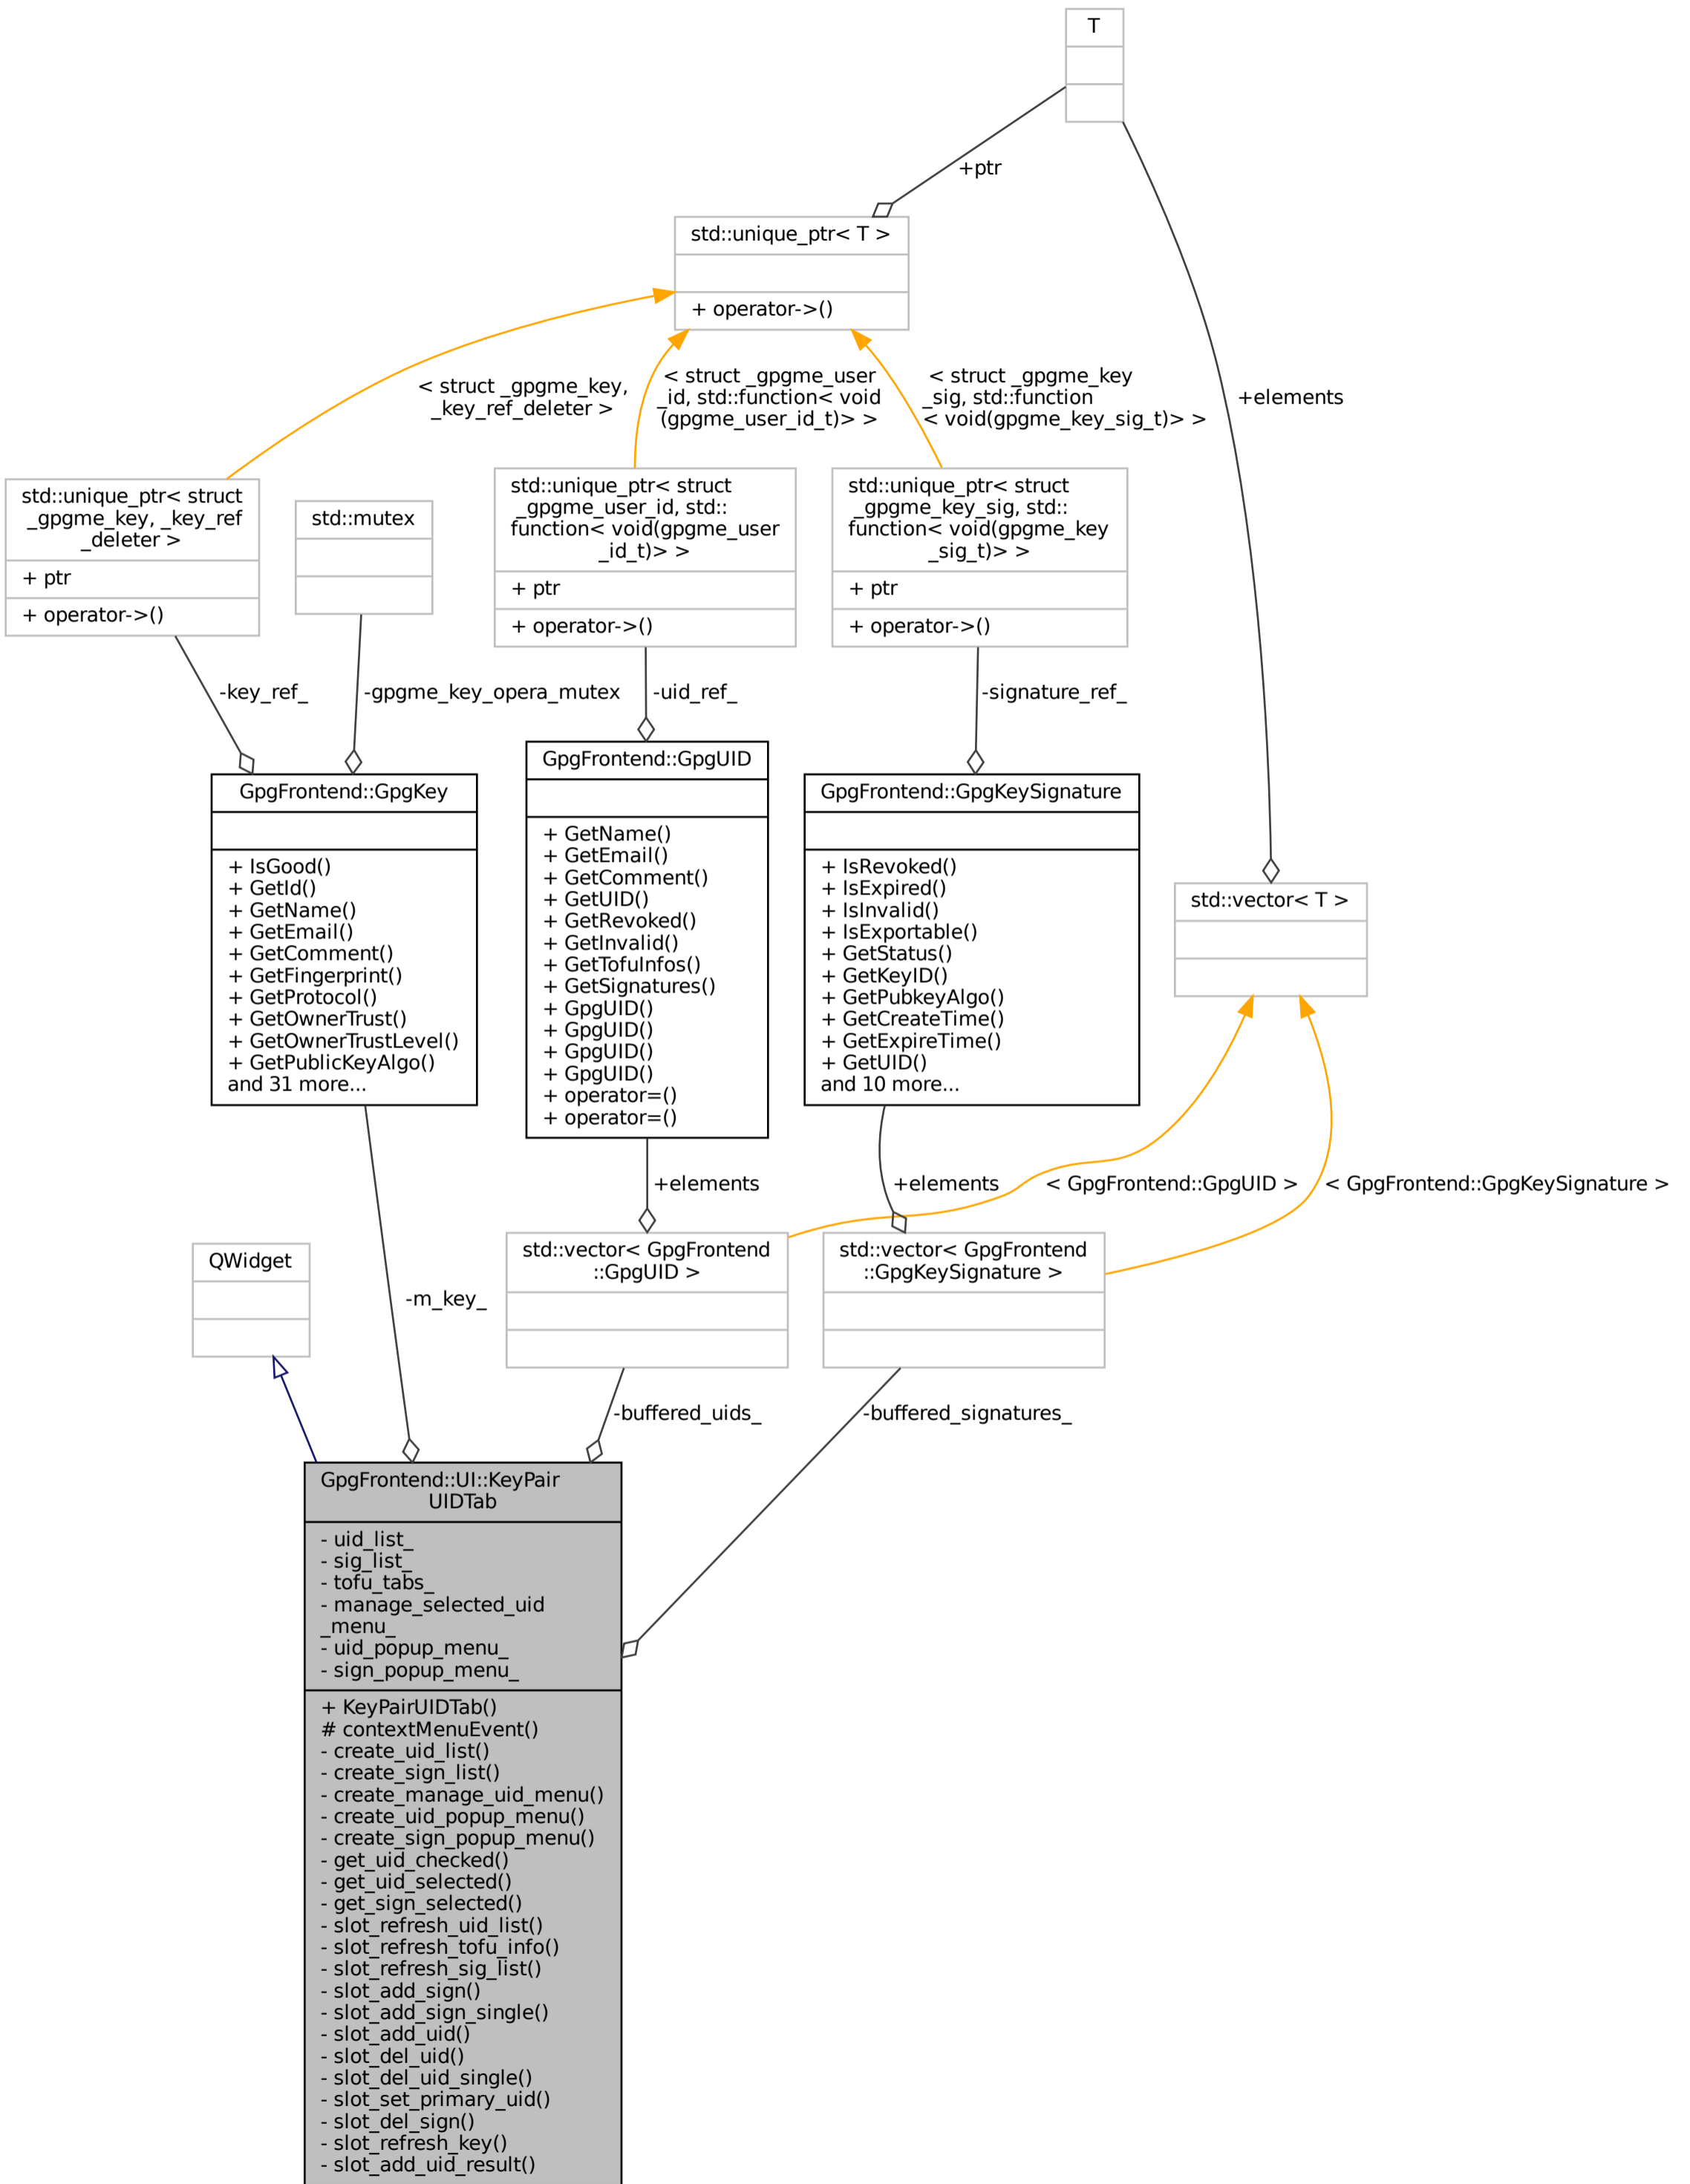 T
+ptr
std::unique_ptr< T >
+ operator->()
+elements
< struct _gpgme_key,
_key_ref_deleter >
< struct _gpgme_user
_id, std::function< void
(gpgme_user_id_t)> >
< struct _gpgme_key
_sig, std::function
< void(gpgme_key_sig_t)> >
std::unique_ptr< struct
_gpgme_key, _key_ref
_deleter >
+ ptr
+ operator->()
std::mutex
std::unique_ptr< struct
_gpgme_user_id, std::
function< void(gpgme_user
_id_t)> >
+ ptr
+ operator->()
std::unique_ptr< struct
_gpgme_key_sig, std::
function< void(gpgme_key
_sig_t)> >
+ ptr
+ operator->()
-key_ref_
-gpgme_key_opera_mutex
-uid_ref_
-signature_ref_
GpgFrontend::GpgKey
+ IsGood()
+ GetId()
+ GetName()
+ GetEmail()
+ GetComment()
+ GetFingerprint()
+ GetProtocol()
+ GetOwnerTrust()
+ GetOwnerTrustLevel()
+ GetPublicKeyAlgo()
and 31 more...
GpgFrontend::GpgUID
+ GetName()
+ GetEmail()
+ GetComment()
+ GetUID()
+ GetRevoked()
+ GetInvalid()
+ GetTofuInfos()
+ GetSignatures()
+ GpgUID()
+ GpgUID()
+ GpgUID()
+ GpgUID()
+ operator=()
+ operator=()
GpgFrontend::GpgKeySignature
+ IsRevoked()
+ IsExpired()
+ IsInvalid()
+ IsExportable()
+ GetStatus()
+ GetKeyID()
+ GetPubkeyAlgo()
+ GetCreateTime()
+ GetExpireTime()
+ GetUID()
and 10 more...
std::vector< T >
+elements
+elements
< GpgFrontend::GpgUID >
< GpgFrontend::GpgKeySignature >
QWidget
-m_key_
std::vector< GpgFrontend
::GpgUID >
std::vector< GpgFrontend
::GpgKeySignature >
-buffered_uids_
-buffered_signatures_
GpgFrontend::UI::KeyPair
UIDTab
- uid_list_
- sig_list_
- tofu_tabs_
- manage_selected_uid
_menu_
- uid_popup_menu_
- sign_popup_menu_
+ KeyPairUIDTab()
# contextMenuEvent()
- create_uid_list()
- create_sign_list()
- create_manage_uid_menu()
- create_uid_popup_menu()
- create_sign_popup_menu()
- get_uid_checked()
- get_uid_selected()
- get_sign_selected()
- slot_refresh_uid_list()
- slot_refresh_tofu_info()
- slot_refresh_sig_list()
- slot_add_sign()
- slot_add_sign_single()
- slot_add_uid()
- slot_del_uid()
- slot_del_uid_single()
- slot_set_primary_uid()
- slot_del_sign()
- slot_refresh_key()
- slot_add_uid_result()